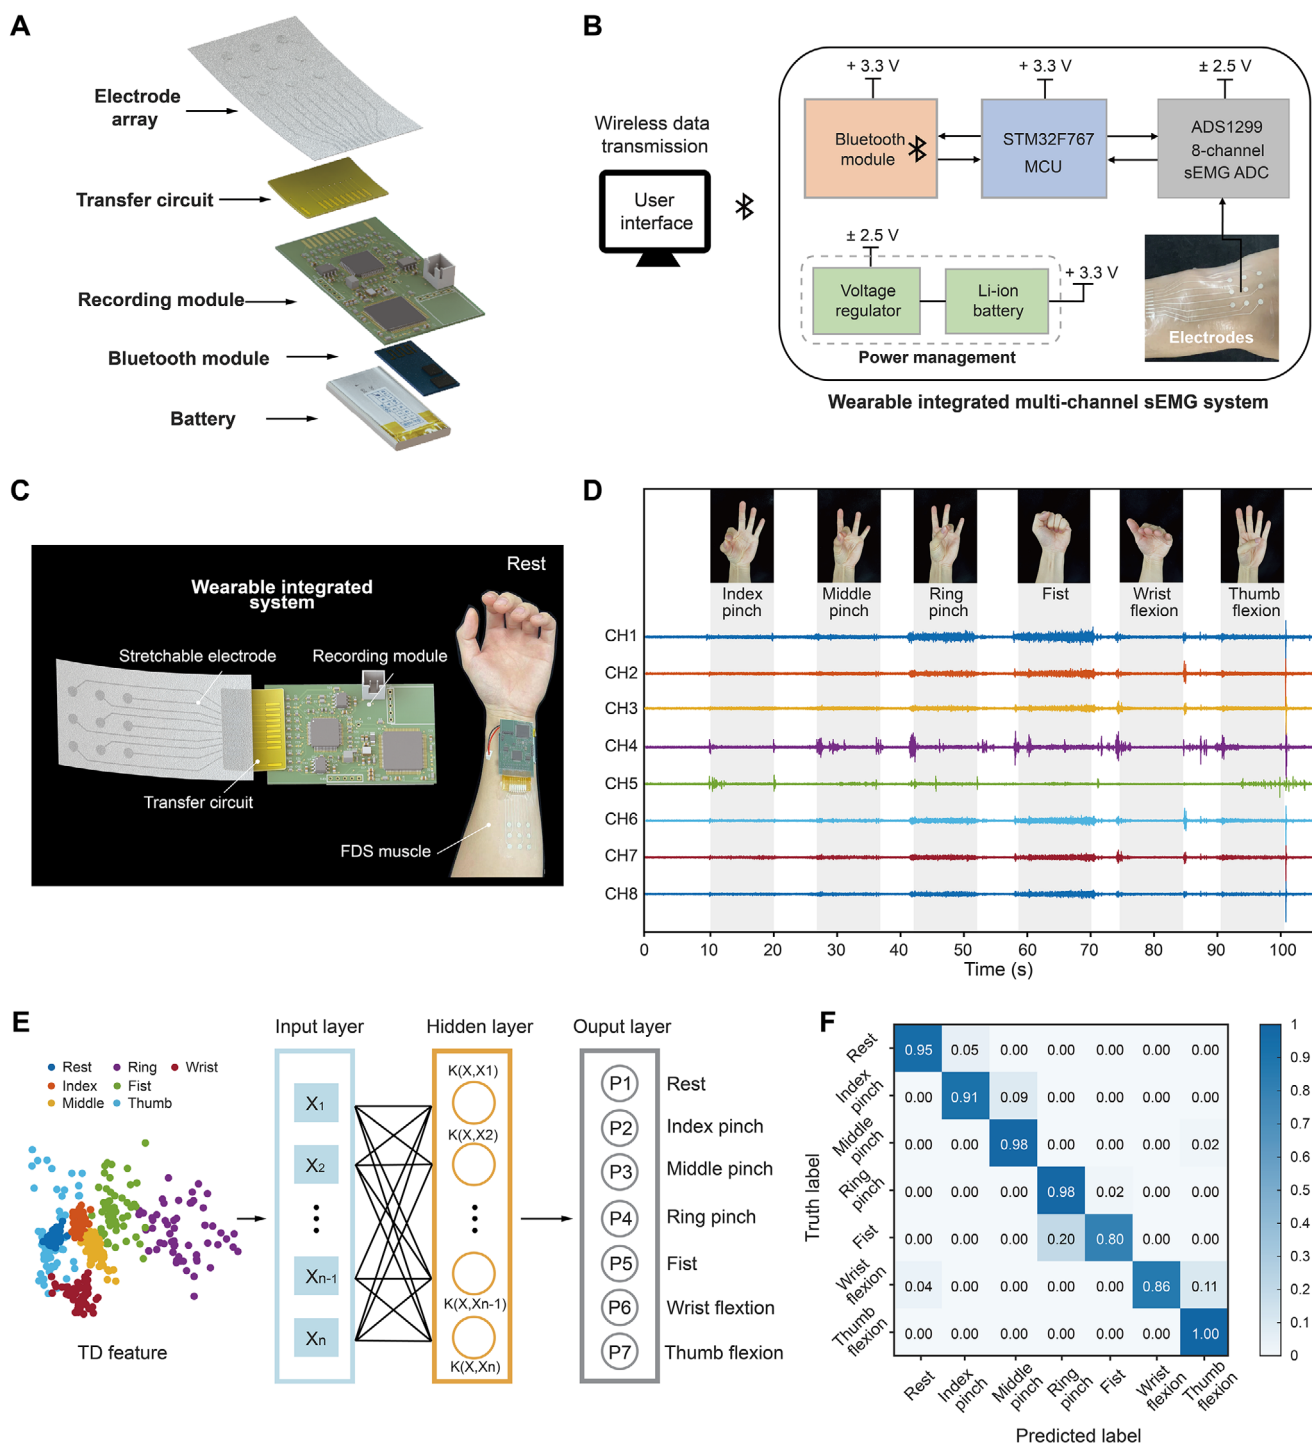 A
Electrode
array
Transfer circuit
Recording module
Bluetooth module
Battery
B
Wireless data
transmission
User
interface
+ 3.3 V
+ 3.3 V
± 2.5 V
Bluetooth
module
STM32F767
MCU
ADS1299
8-channel
sEMG ADC
± 2.5 V
+ 3.3 V
Voltage
regulator
Li-ion
battery
Power management
Electrodes
Wearable integrated multi-channel sEMG system
C
Rest
Wearable integrated
system
Stretchable electrode
Recording module
Transfer circuit
FDS muscle
D
Index
pinch
Middle
pinch
Ring
pinch
Fist
Wrist
flexion
Thumb
flexion
CH1
CH2
CH3
CH4
CH5
CH6
CH7
CH8
0 10 20 30 40 50 60 70 80 90 100
Time (s)
E
Rest
Index
Middle
Ring
Fist
Thumb
Wrist
TD feature
Input layer
X1
X2
Xn-1
Xn
Hidden layer
K(X,X1)
K(X,X2)
K(X,Xn-1)
K(X,Xn)
Ouput layer
P1 Rest
P2 Index pinch
P3 Middle pinch
P4 Ring pinch
P5 Fist
P6 Wrist flextion
P7 Thumb flexion
F
Truth label
Rest 0.95 0.05 0.00 0.00 0.00 0.00 0.00
Index
pinch 0.00 0.91 0.09 0.00 0.00 0.00 0.00
Middle
pinch 0.00 0.00 0.98 0.00 0.00 0.00 0.02
Ring
pinch 0.00 0.00 0.00 0.98 0.02 0.00 0.00
Fist 0.00 0.00 0.00 0.20 0.80 0.00 0.00
Wrist
flexion 0.04 0.00 0.00 0.00 0.00 0.86 0.11
Thumb
flexion 0.00 0.00 0.00 0.00 0.00 0.00 1.00
Rest
Index
pinch
Middle
pinch
Ring
pinch
Fist
Wrist
flexion
Thumb
flexion
Predicted label
1
0.9
0.8
0.7
0.6
0.5
0.4
0.3
0.2
0.1
0